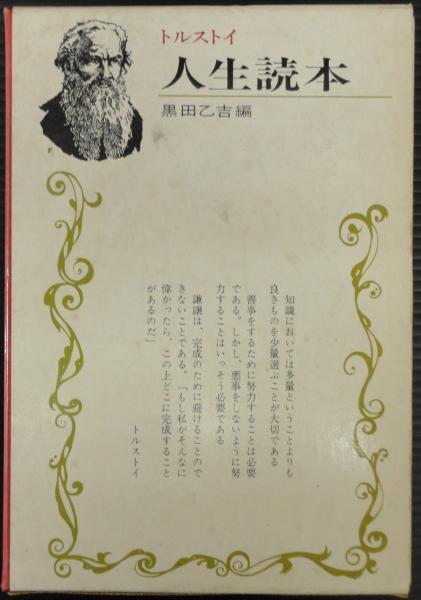 トルストイ
人生読本
黒田乙吉編
知識においては多量ということよりも
良きものを少量選ぶことが大切である
善事をするために努力することは必要
である。しかし、悪事をしないように努
力することはいっそう必要である
謙譲は、完成のために避けることので
きないことである。「もし私がそんなに
偉かったら、この上どこに完成すること
があるのだ」
トルストイ